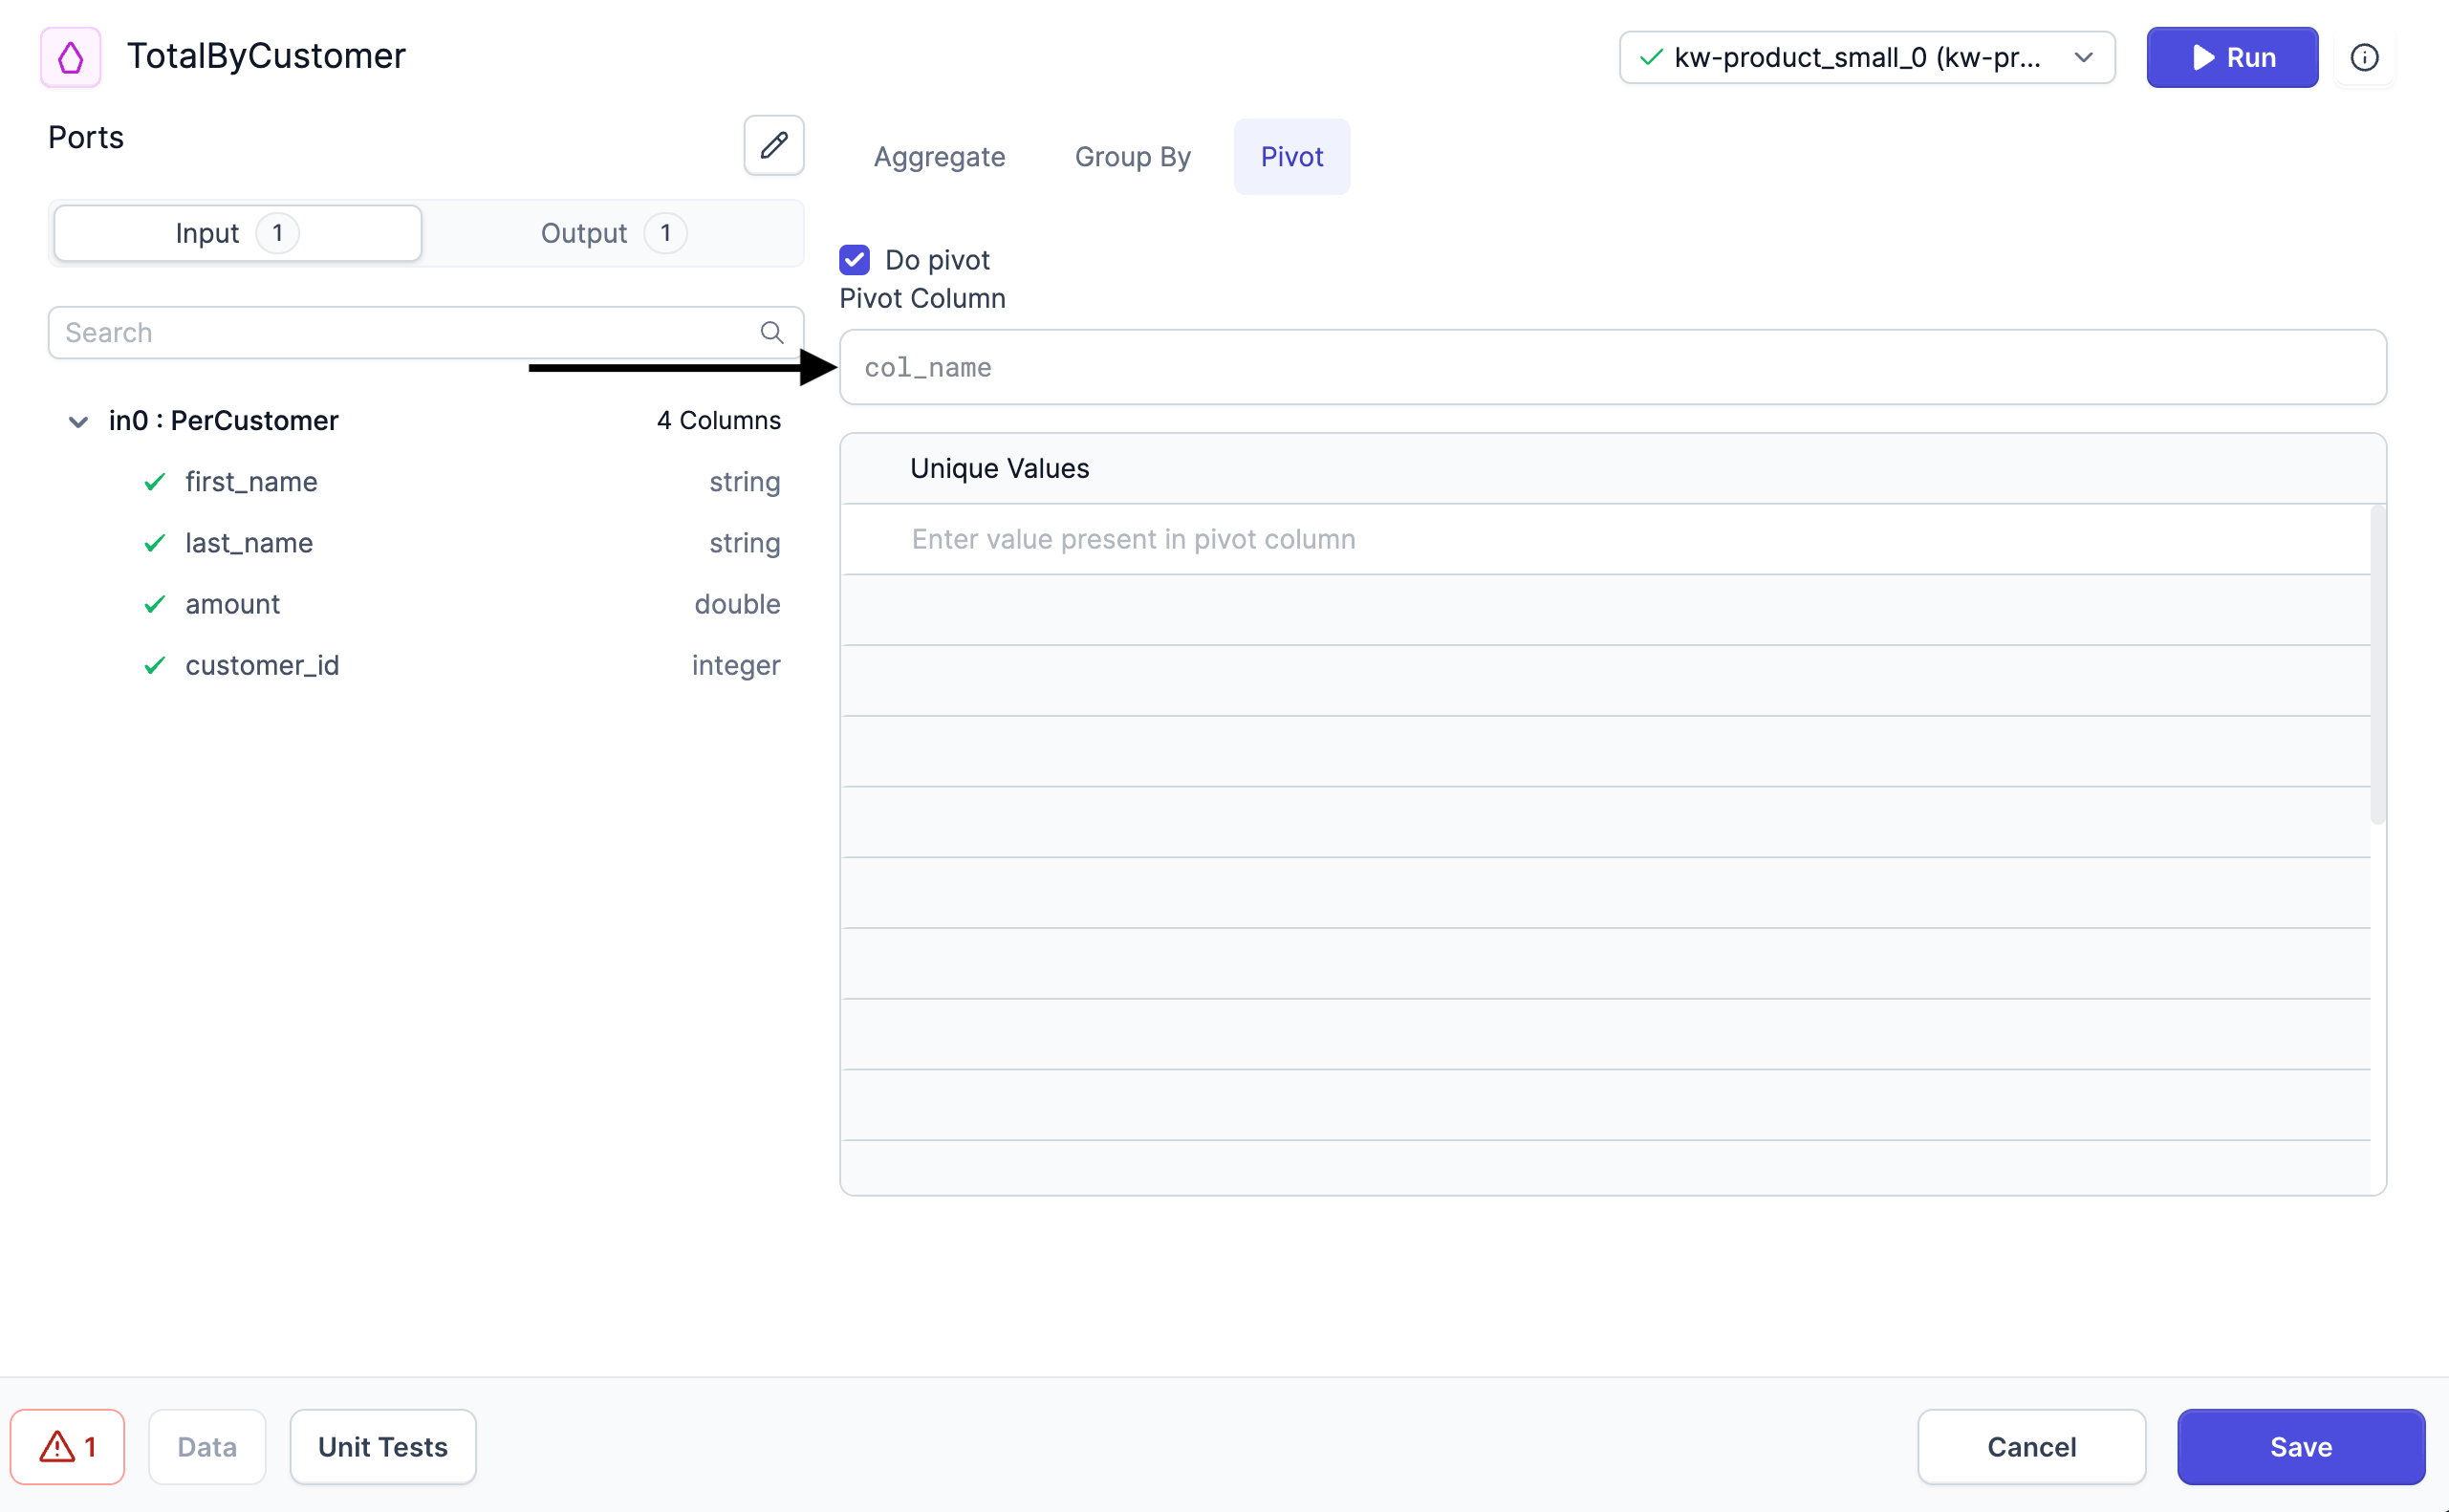 TotalByCustomer
kw-product_small_0 (kw-pr...
Run
Ports
Aggregate
Group By
Pivot
Input 1
Output 1
Do pivot
Pivot Column
Search
col_name
in0 : PerCustomer
4 Columns
first_name
string
last_name
string
amount
double
customer_id
integer
Unique Values
Enter value present in pivot column
1
Data
Unit Tests
Cancel
Save